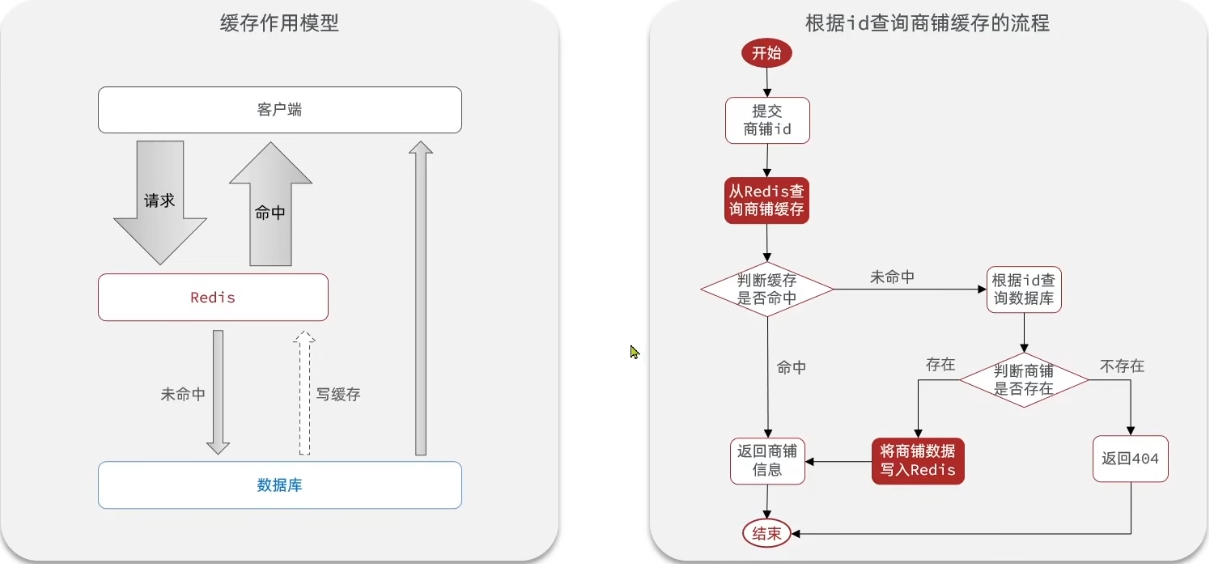 缓存作用模型
客户端
请求
命中
Redis
未命中
写缓存
数据库
根据id查询商铺缓存的流程
开始
提交
商铺id
从Redis查
询商铺缓存
判断缓存
是否命中
未命中
根据id查
询数据库
命中
存在
判断商铺
是否存在
不存在
返回商铺
信息
将商铺数据
写入Redis
返回404
结束